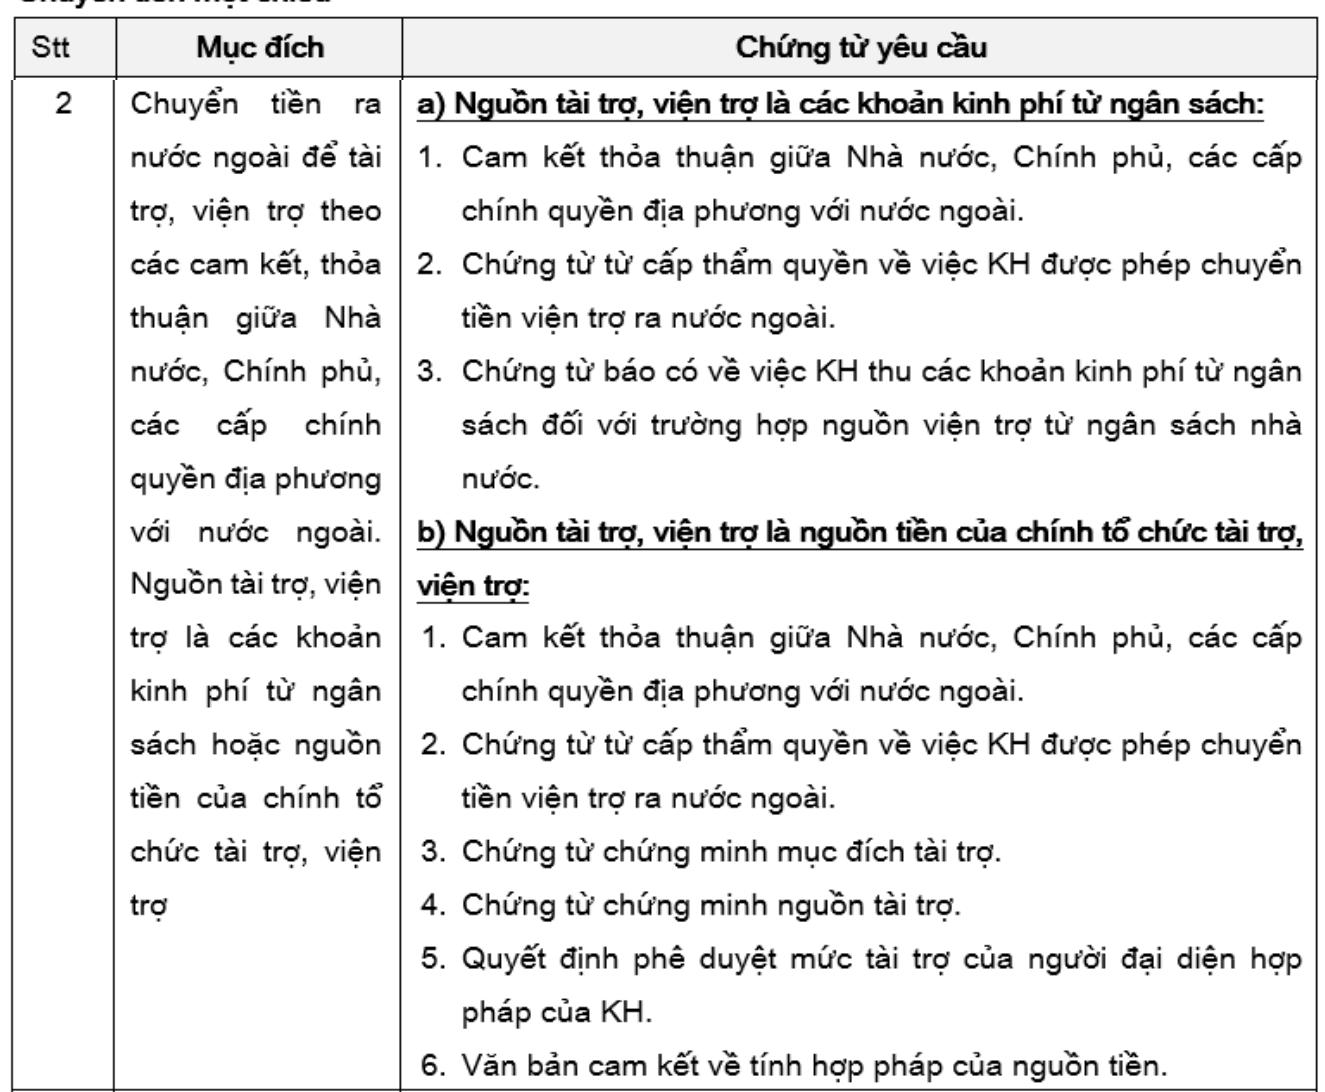 Stt Mục đích Chứng từ yêu cầu
2
Chuyển tiền ra
nước ngoài để tài
trợ, viện trợ theo
các cam kết, thỏa
thuận giữa Nhà
nước, Chính phủ,
các cấp chính
quyền địa phương
với nước ngoài.
Nguồn tài trợ, viện
trợ là các khoản
kinh phí từ ngân
sách hoặc nguồn
tiền của chính tổ
chức tài trợ, viện
trợ
a) Nguồn tài trợ, viện trợ là các khoản kinh phí từ ngân sách:
1. Cam kết thỏa thuận giữa Nhà nước, Chính phủ, các cấp
chính quyền địa phương với nước ngoài.
2. Chứng từ từ cấp thẩm quyền về việc KH được phép chuyển
tiền viện trợ ra nước ngoài.
3. Chứng từ báo có về việc KH thu các khoản kinh phí từ ngân
sách đối với trường hợp nguồn viện trợ từ ngân sách nhà
nước.
b) Nguồn tài trợ, viện trợ là nguồn tiền của chính tổ chức tài trợ,
viện trợ:
1. Cam kết thỏa thuận giữa Nhà nước, Chính phủ, các cấp
chính quyền địa phương với nước ngoài.
2. Chứng từ từ cấp thẩm quyền về việc KH được phép chuyển
tiền viện trợ ra nước ngoài.
3. Chứng từ chứng minh mục đích tài trợ.
4. Chứng từ chứng minh nguồn tài trợ.
5. Quyết định phê duyệt mức tài trợ của người đại diện hợp
pháp của KH.
6. Văn bản cam kết về tính hợp pháp của nguồn tiền.